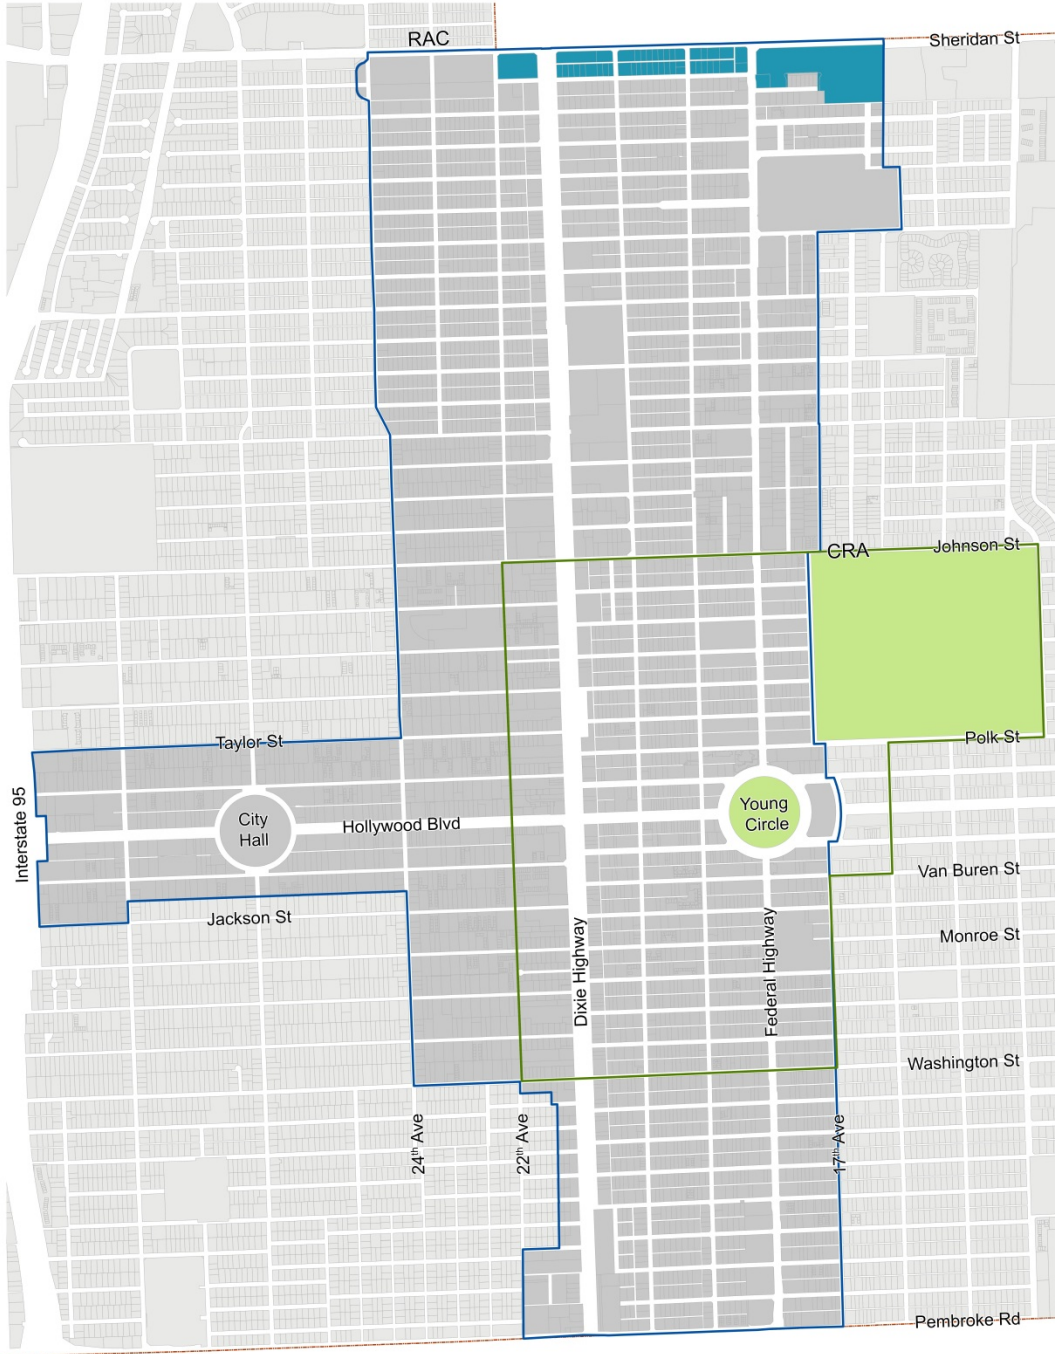 RAC
Sheridan St
CRA
Johnson St
Taylor St
Polk St
Interstate 95
City
Hall
Hollywood Blvd
Young
Circle
Van Buren St
Jackson St
Monroe St
Dixie Highway
Federal Highway
Washington St
24th Ave
22th Ave
17th Ave
Pembroke Rd